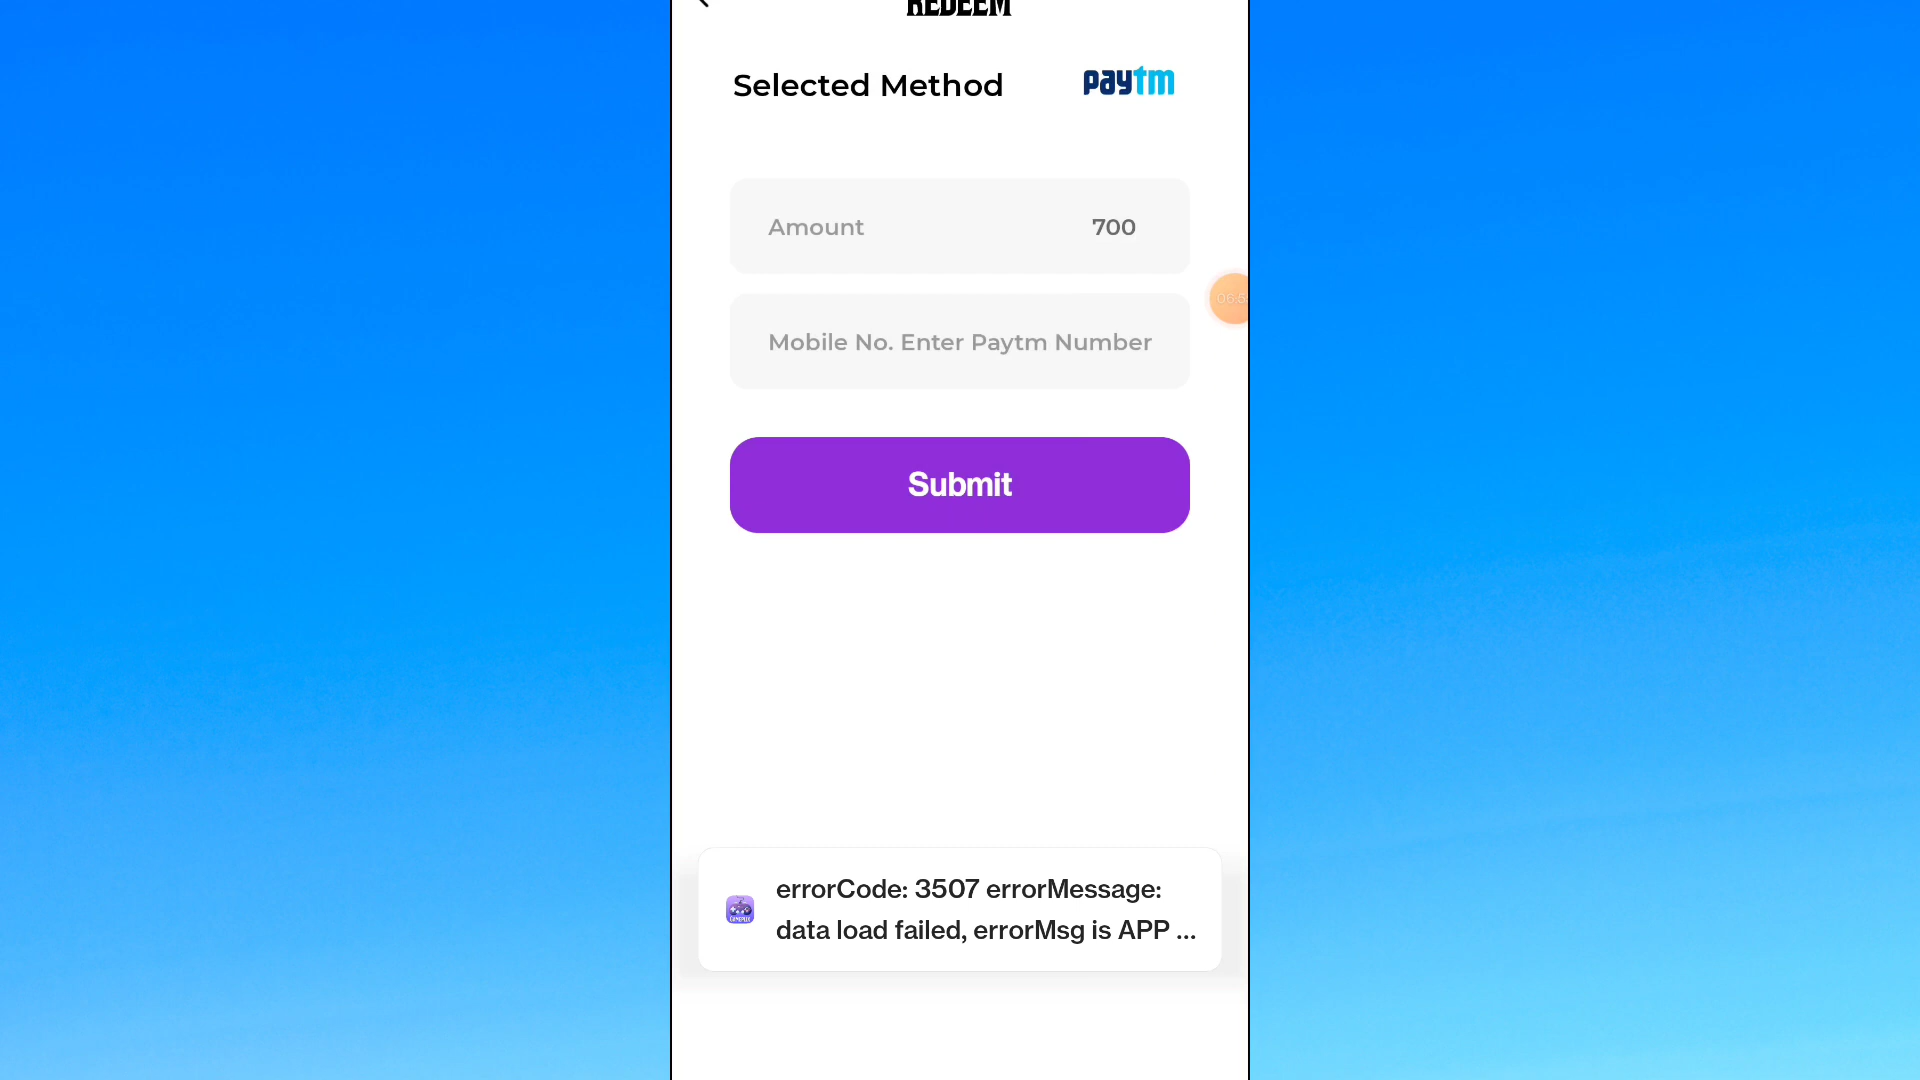 REDEEM
Selected Method
paytm
Amount
700
Mobile No. Enter Paytm Number
Submit
errorCode: 3507 errorMessage:
data load failed, errorMsg is APP ...